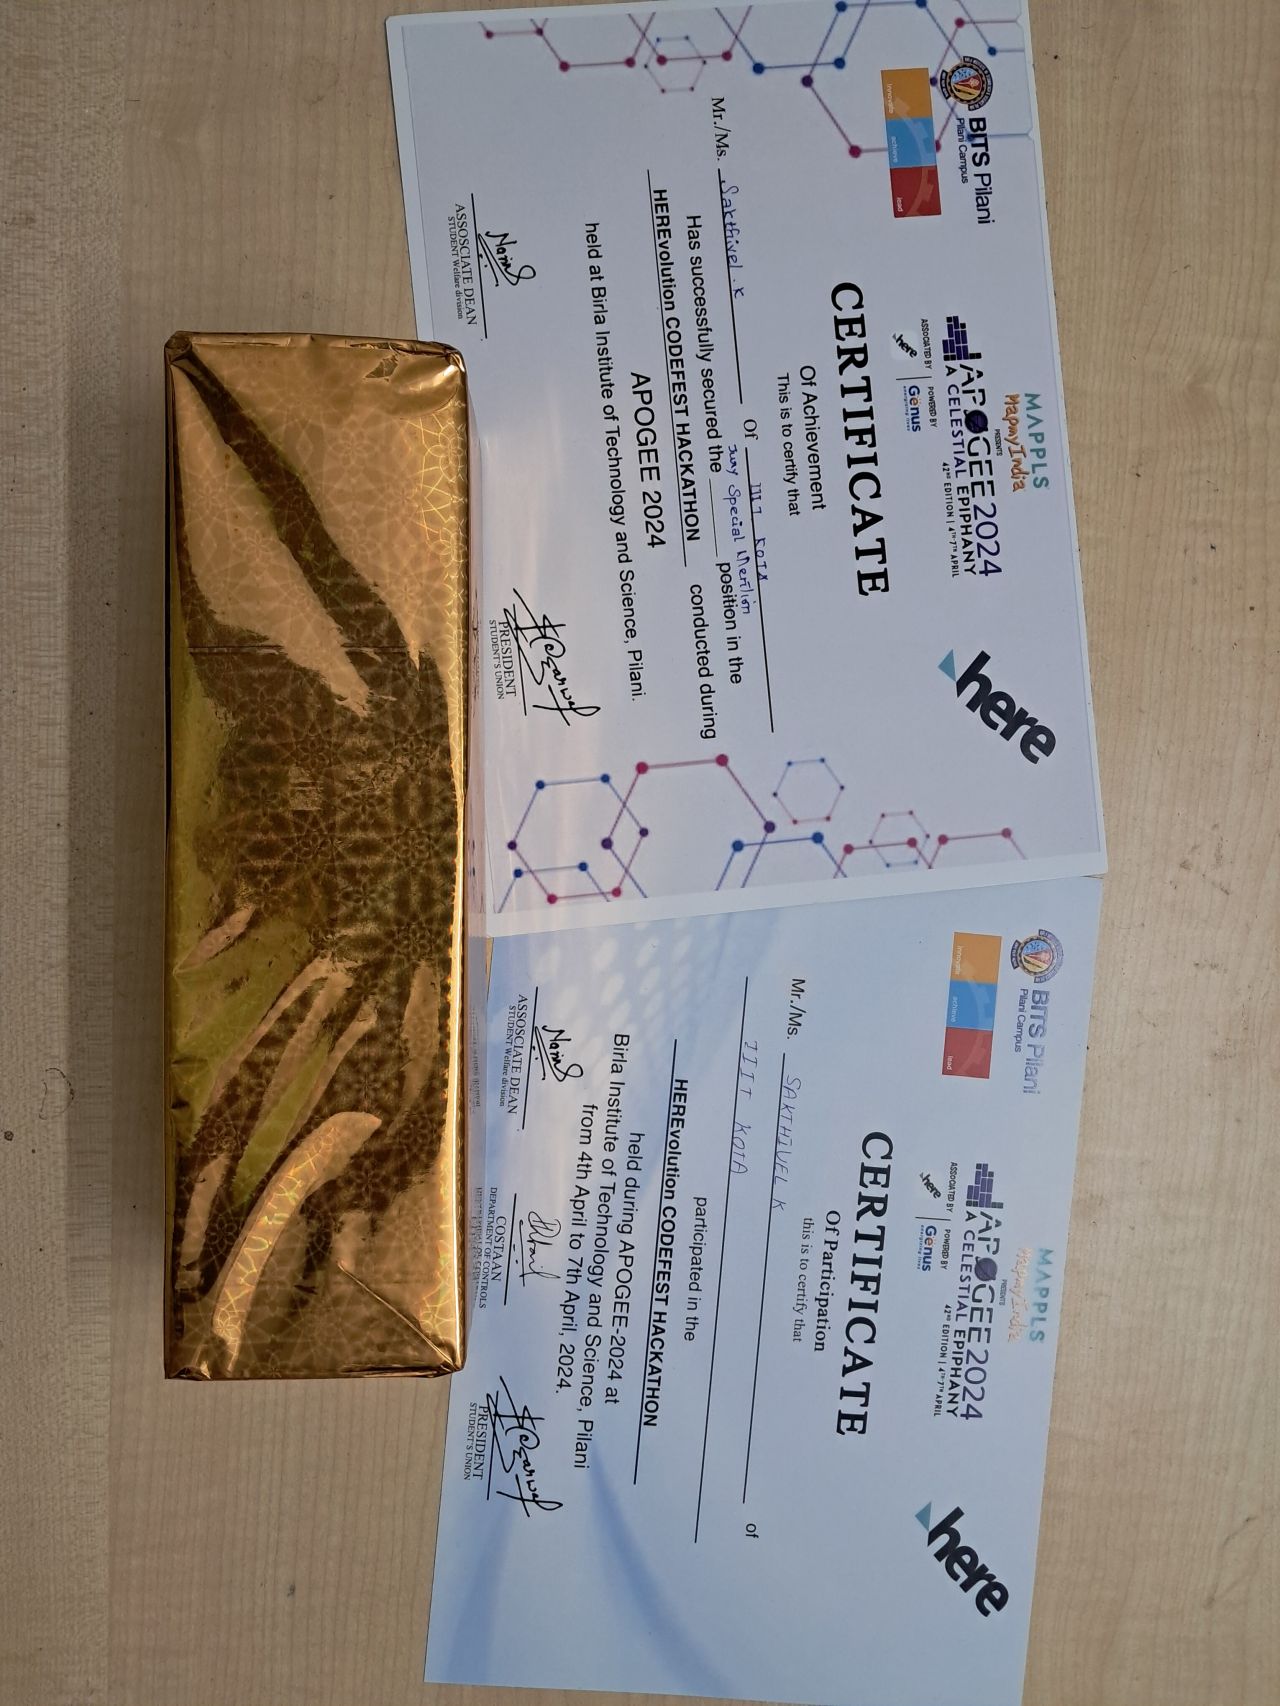 MAPPLS
MapmyIndia
PRESENTS
BITS Pilani
Pilani Campus
innovate achieve lead
APOGEE 2024
A CELESTIAL EPIPHANY
42ND EDITION | 4TH-7TH APRIL
ASSOCIATED BY
here
POWERED BY
Genus
energizing lives
here
CERTIFICATE
Of Achievement
This is to certify that
Mr./Ms. Sakthivel. K Of IIIT KOTA
Jury Special Mention
Has successfully secured the position in the
HEREvolution CODEFEST HACKATHON conducted during
APOGEE 2024
held at Birla Institute of Technology and Science, Pilani.
ASSOSCIATE DEAN
STUDENT Welfare division
PRESIDENT
STUDENT'S UNION
BITS Pilani
Pilani Campus
innovate achieve lead
MAPPLS
MapmyIndia
PRESENTS
APOGEE 2024
A CELESTIAL EPIPHANY
42ND EDITION | 4TH-7TH APRIL
ASSOCIATED BY
here
POWERED BY
Genus
energizing lives
here
CERTIFICATE
Of Participation
this is to certify that
Mr./Ms. SAKTHIVEL K of
IIIT KOTA
participated in the
HEREvolution CODEFEST HACKATHON
held during APOGEE-2024 at
Birla Institute of Technology and Science, Pilani
from 4th April to 7th April, 2024.
ASSOSCIATE DEAN
STUDENT Welfare division
COSTAAN
DEPARTMENT OF CONTROLS
PRESIDENT
STUDENT'S UNION